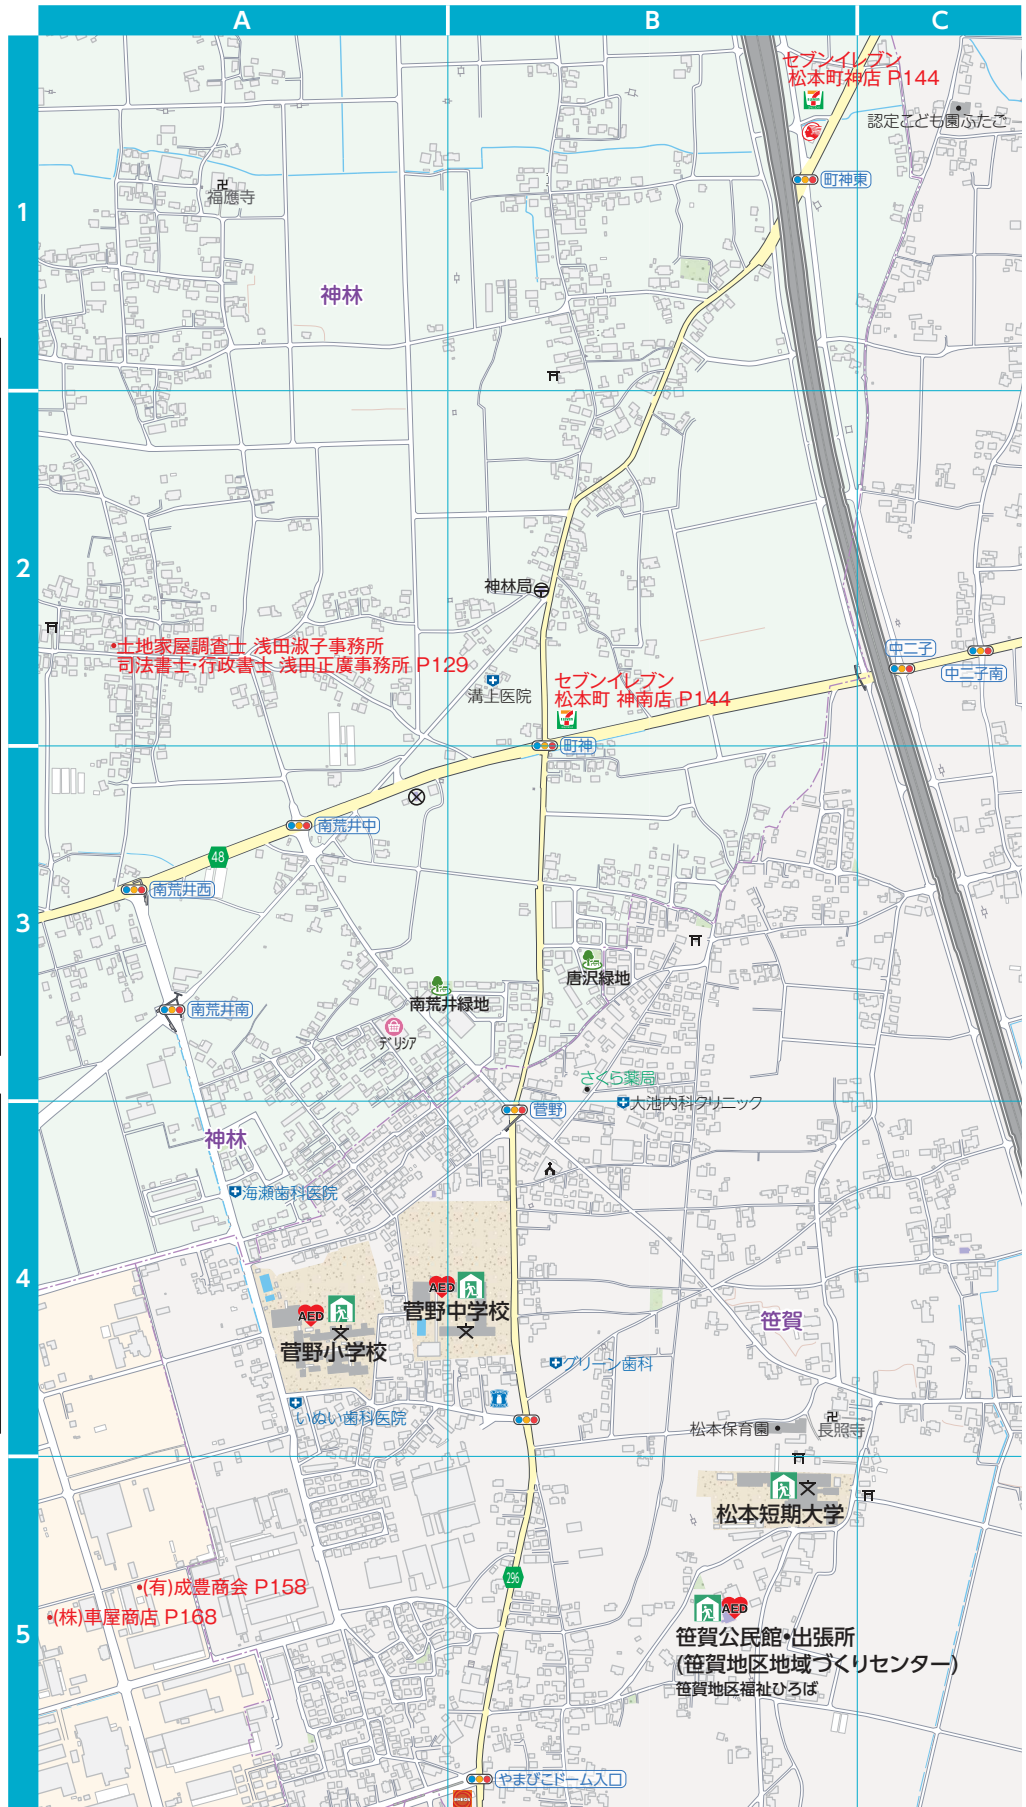 A
B
C
セブンイレブン
松本町神店 P144
認定こども園ふたご
町神東
1
福應寺
神林
2
神林局
土地家屋調査士 浅田淑子事務所
司法書士・行政書士 浅田正廣事務所 P129
溝上医院
セブンイレブン
松本町 神南店 P144
中二子
中二子南
町神
南荒井中
48
南荒井西
3
唐沢緑地
南荒井緑地
南荒井南
デリシア
さくら薬局
大池内科クリニック
菅野
神林
海瀬歯科医院
4
AED
菅野中学校
AED
菅野小学校
笹賀
グリーン歯科
いぬい歯科医院
松本保育園
長照寺
松本短期大学
296
(有)成豊商会 P158
(株)車屋商店 P168
5
AED
笹賀公民館・出張所
(笹賀地区地域づくりセンター)
笹賀地区福祉ひろば
やまびこドーム入口
ENEOS